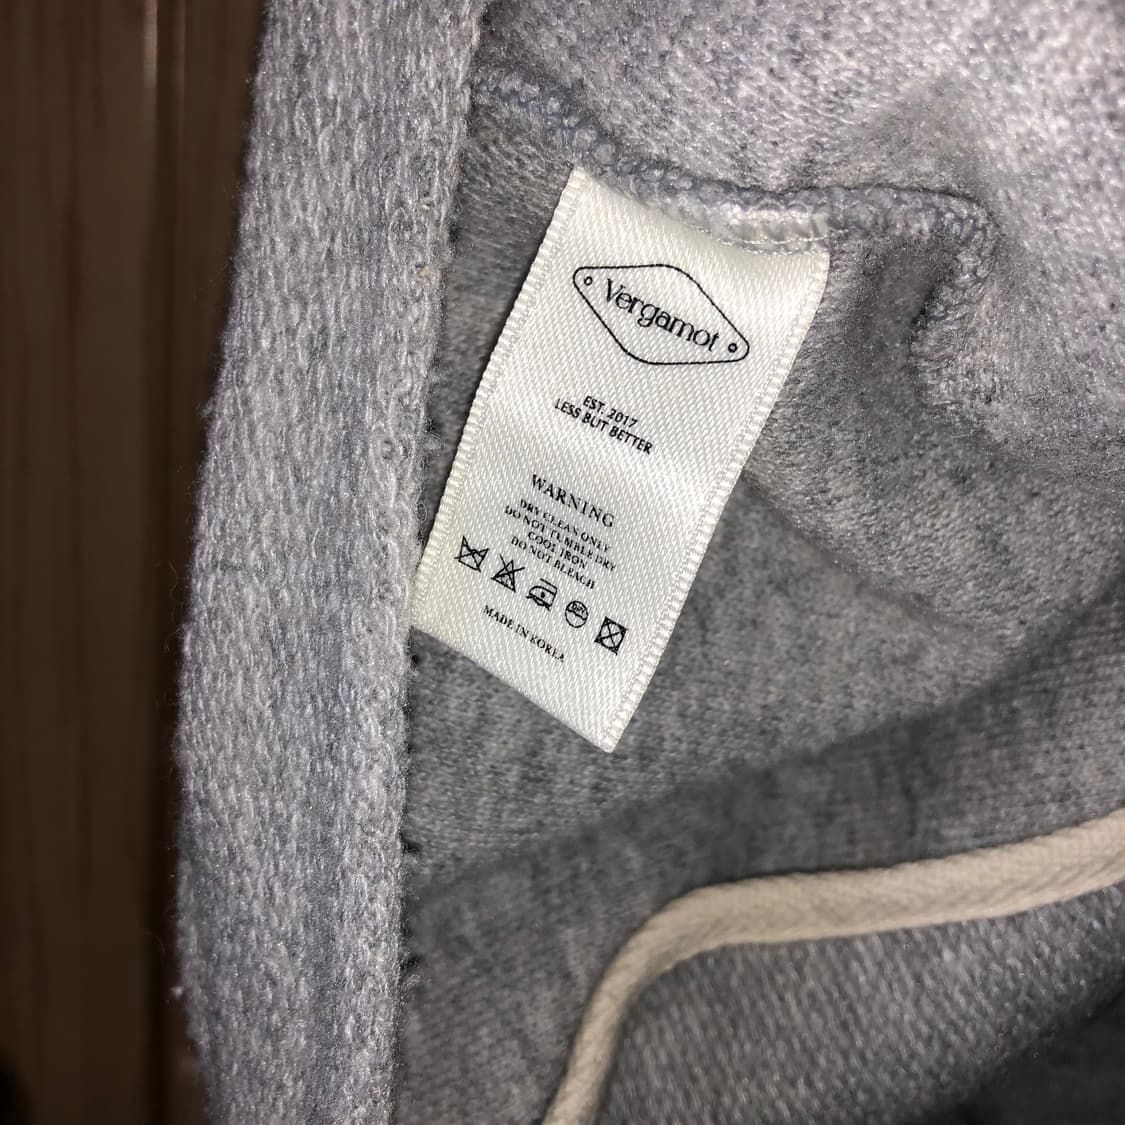 Vergamot
EST. 2017
LESS BUT BETTER
WARNING
DRY CLEAN ONLY
DO NOT TUMBLE DRY
COOL IRON
DO NOT BLEACH
DRY
MADE IN KOREA